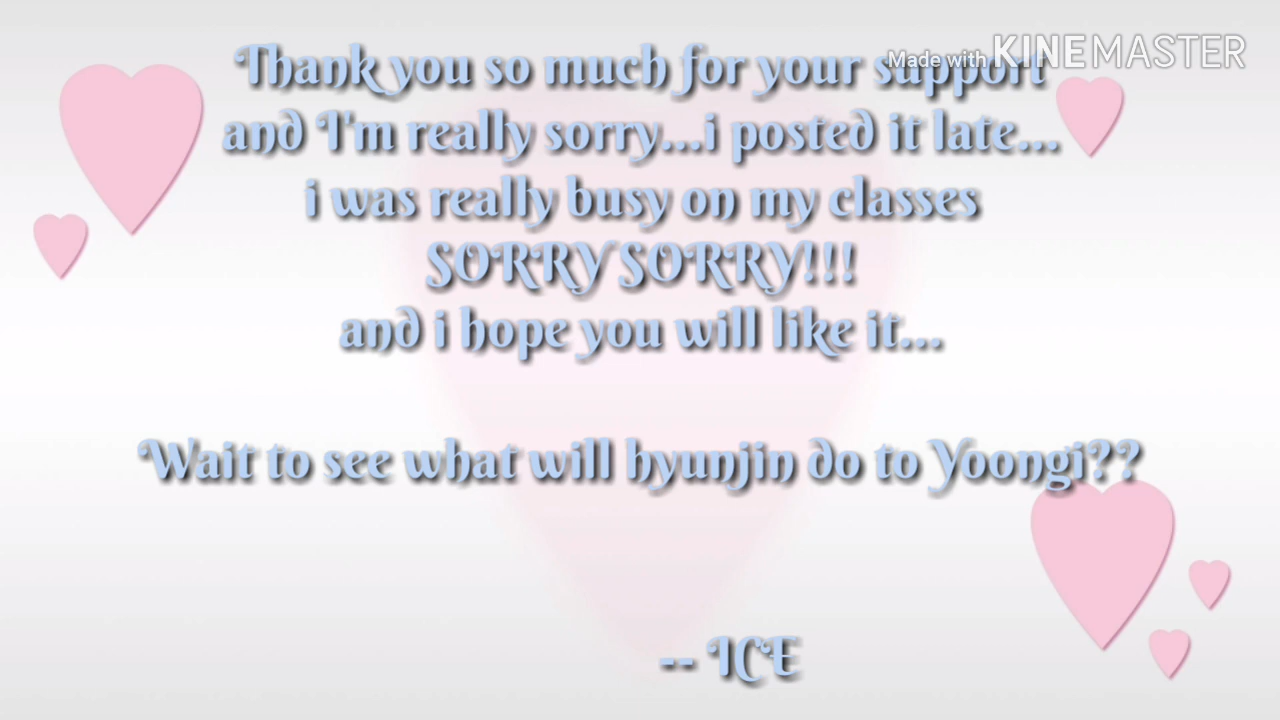 Made with KINEMASTER
Thank you so much for your support
and I'm really sorry...i posted it late...
i was really busy on my classes
SORRY SORRY!!!
and i hope you will like it...
Wait to see what will hyunjin do to Yoongi??
-- ICE